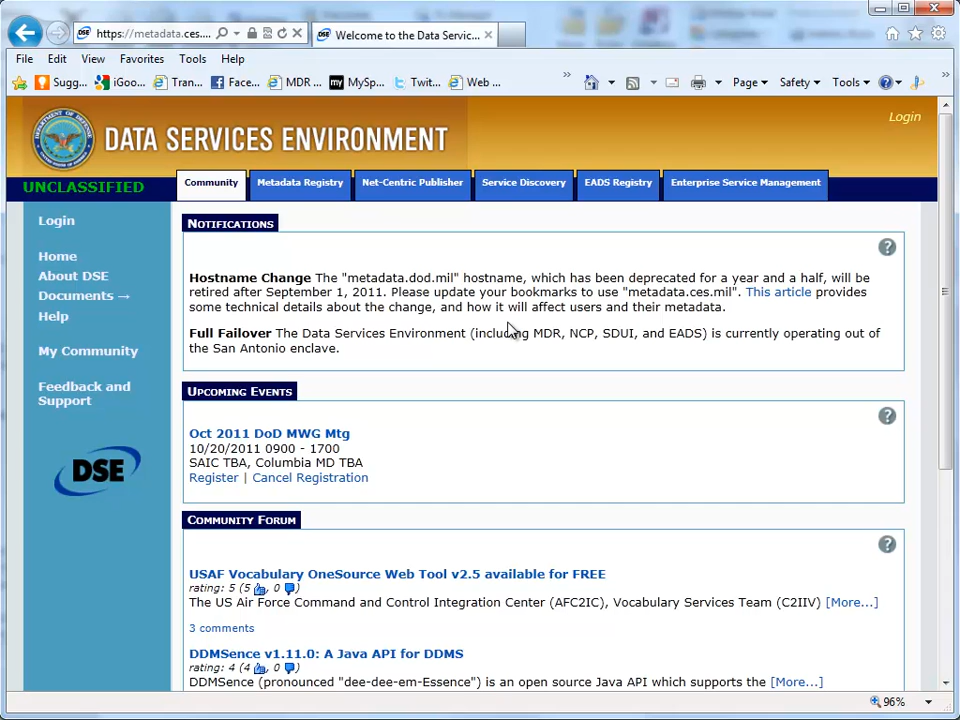 https://metadata.ces....
Welcome to the Data Servic...
File Edit View Favorites Tools Help
Sugg... iGoo... Tran... Face... MDR ... MySp... Twit... Web ...
Page Safety Tools
DEPARTMENT OF DEFENSE
DATA SERVICES ENVIRONMENT
Login
UNCLASSIFIED
Community Metadata Registry Net-Centric Publisher Service Discovery EADS Registry Enterprise Service Management
Login
Home
About DSE
Documents →
Help
My Community
Feedback and
Support
DSE
NOTIFICATIONS
Hostname Change The "metadata.dod.mil" hostname, which has been deprecated for a year and a half, will be
retired after September 1, 2011. Please update your bookmarks to use "metadata.ces.mil". This article provides
some technical details about the change, and how it will affect users and their metadata.
Full Failover The Data Services Environment (including MDR, NCP, SDUI, and EADS) is currently operating out of
the San Antonio enclave.
UPCOMING EVENTS
Oct 2011 DoD MWG Mtg
10/20/2011 0900 - 1700
SAIC TBA, Columbia MD TBA
Register | Cancel Registration
COMMUNITY FORUM
USAF Vocabulary OneSource Web Tool v2.5 available for FREE
rating: 5 (5 , 0 )
The US Air Force Command and Control Integration Center (AFC2IC), Vocabulary Services Team (C2IIV) [More...]
3 comments
DDMSence v1.11.0: A Java API for DDMS
rating: 4 (4 , 0 )
DDMSence (pronounced "dee-dee-em-Essence") is an open source Java API which supports the [More...]
96%